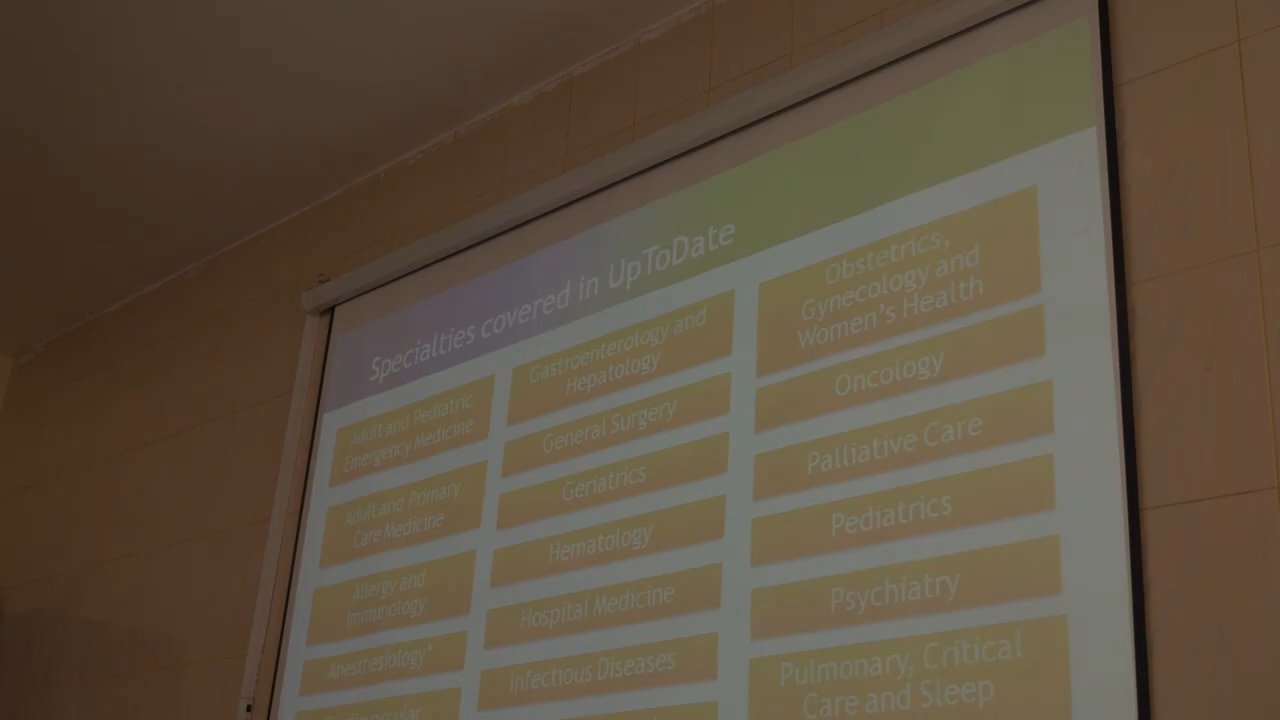 Specialties covered in UpToDate
Adult and Pediatric
Emergency Medicine
Adult and Primary
Care Medicine
Allergy and
Immunology
Anesthesiology*
Cardiovascular
Gastroenterology and
Hepatology
General Surgery
Geriatrics
Hematology
Hospital Medicine
Infectious Diseases
Obstetrics,
Gynecology and
Women's Health
Oncology
Palliative Care
Pediatrics
Psychiatry
Pulmonary, Critical
Care and Sleep